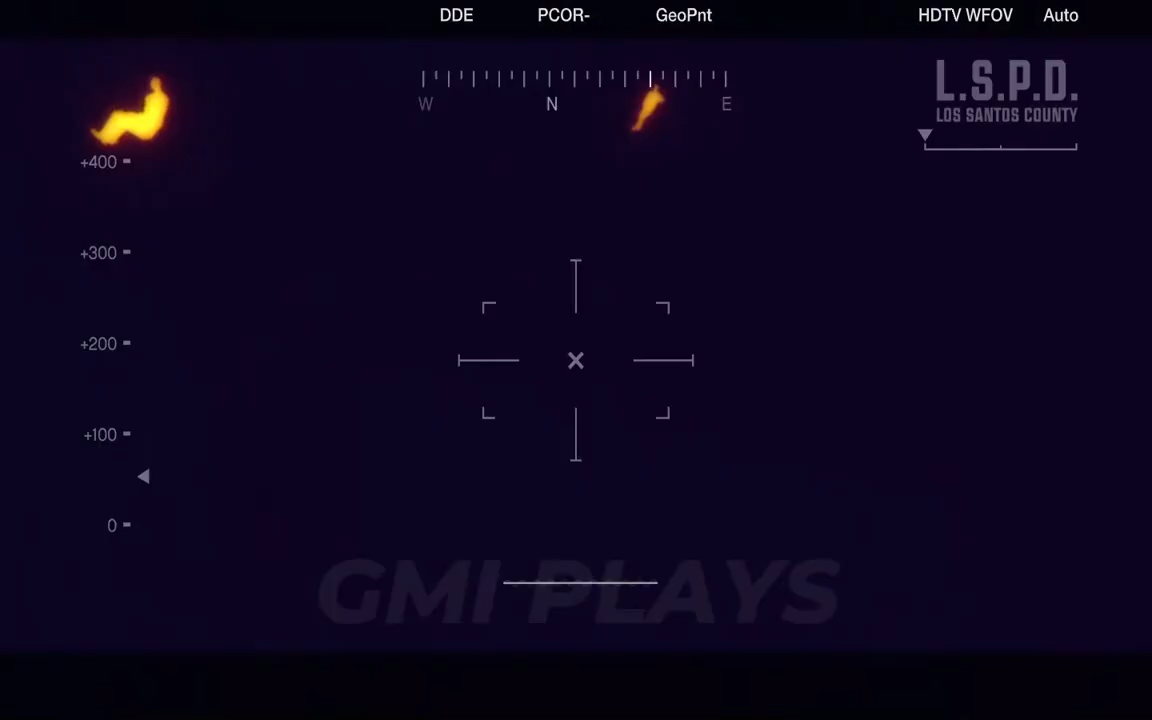 DDE PCOR- GeoPnt HDTV WFOV Auto
L.S.P.D.
LOS SANTOS COUNTY
W N E
+400
+300
+200
+100
0
GMI PLAYS